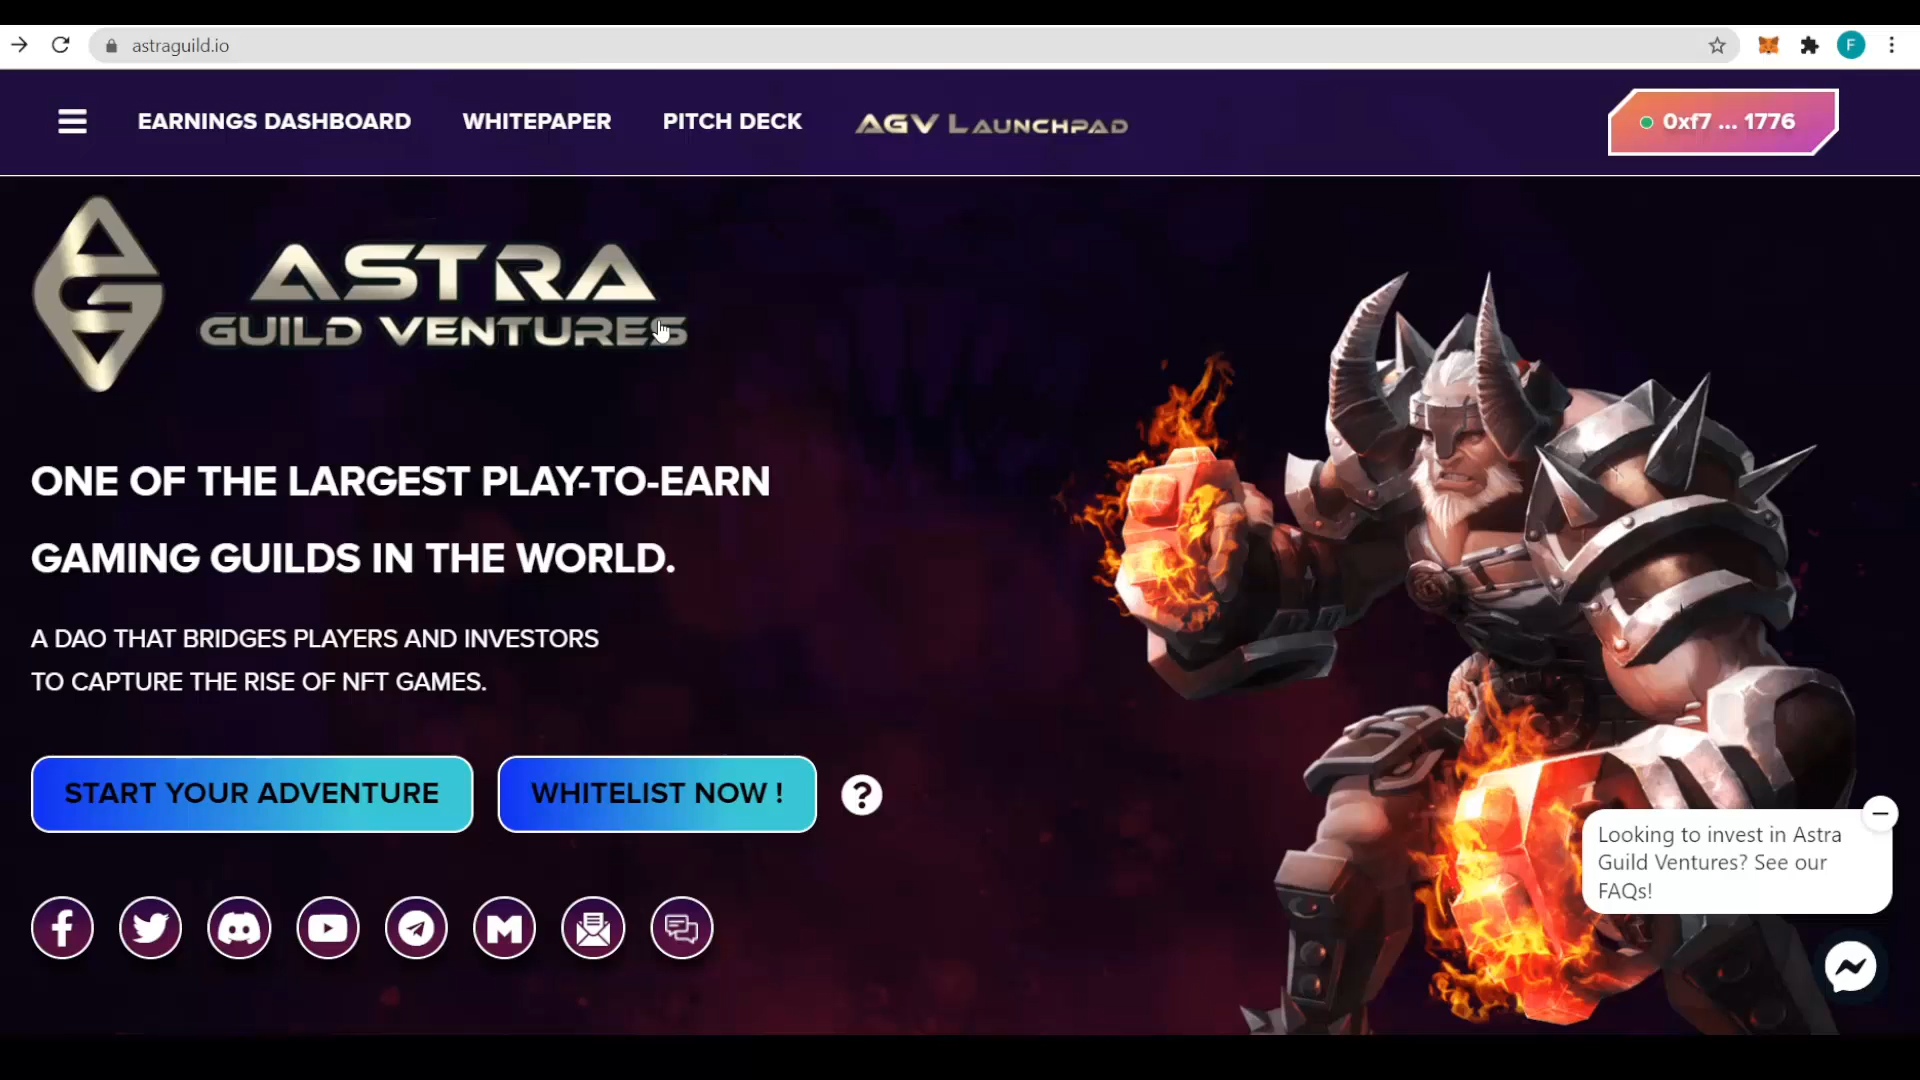 astraguild.io
F
EARNINGS DASHBOARD
WHITEPAPER
PITCH DECK
AGV LAUNCHPAD
0xf7 ... 1776
AGV
ASTRA
GUILD VENTURES
ONE OF THE LARGEST PLAY-TO-EARN
GAMING GUILDS IN THE WORLD.
A DAO THAT BRIDGES PLAYERS AND INVESTORS
TO CAPTURE THE RISE OF NFT GAMES.
START YOUR ADVENTURE
WHITELIST NOW !
?
Looking to invest in Astra
Guild Ventures? See our
FAQs!